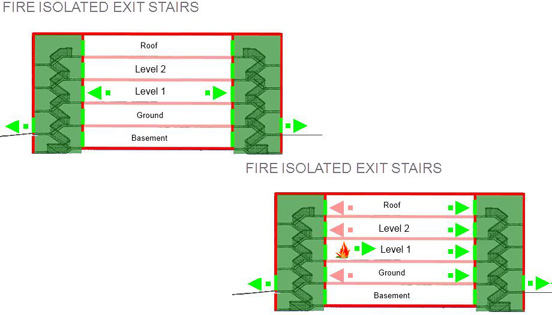 FIRE ISOLATED EXIT STAIRS
Roof
Level 2
Level 1
Ground
Basement
FIRE ISOLATED EXIT STAIRS
Roof
Level 2
Level 1
Ground
Basement